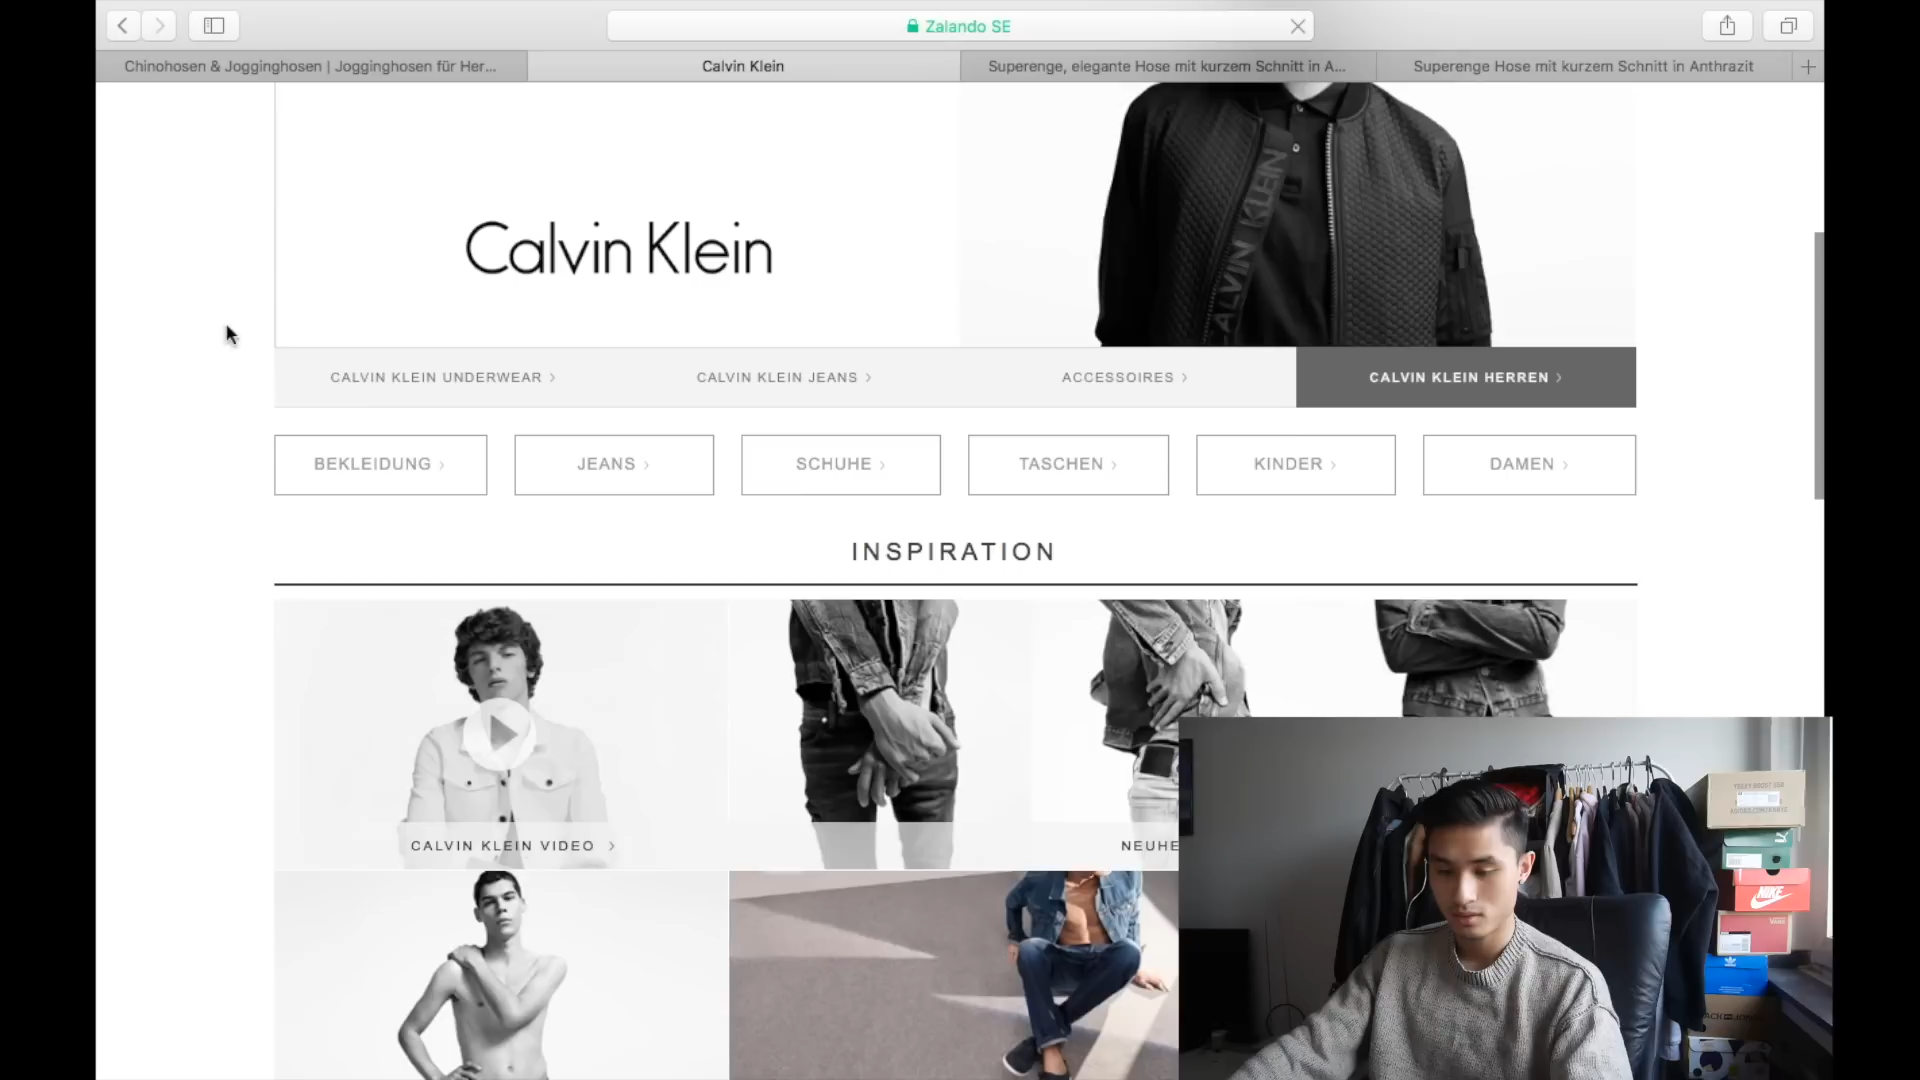 Zalando SE
Chinohosen & Jogginghosen | Jogginghosen für Her...
Calvin Klein
Superenge, elegante Hose mit kurzem Schnitt in A...
Superenge Hose mit kurzem Schnitt in Anthrazit
Calvin Klein
CALVIN KLEIN
CALVIN KLEIN UNDERWEAR >
CALVIN KLEIN JEANS >
ACCESSOIRES >
CALVIN KLEIN HERREN >
BEKLEIDUNG >
JEANS >
SCHUHE >
TASCHEN >
KINDER >
DAMEN >
INSPIRATION
CALVIN KLEIN VIDEO >
NEUHE
NIKE